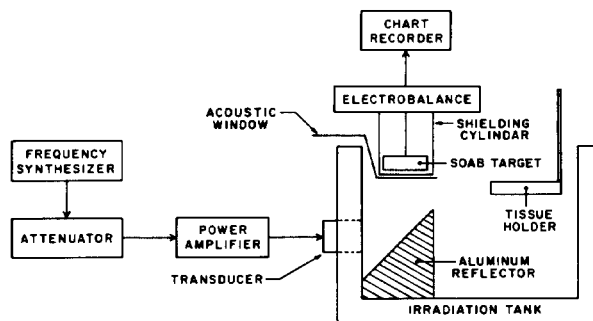 CHART
RECORDER
ELECTROBALANCE
ACOUSTIC
WINDOW
SHIELDING
CYLINDAR
FREQUENCY
SYNTHESIZER
SOAB TARGET
ATTENUATOR
POWER
AMPLIFIER
TISSUE
HOLDER
TRANSDUCER
ALUMINUM
REFLECTOR
IRRADIATION TANK